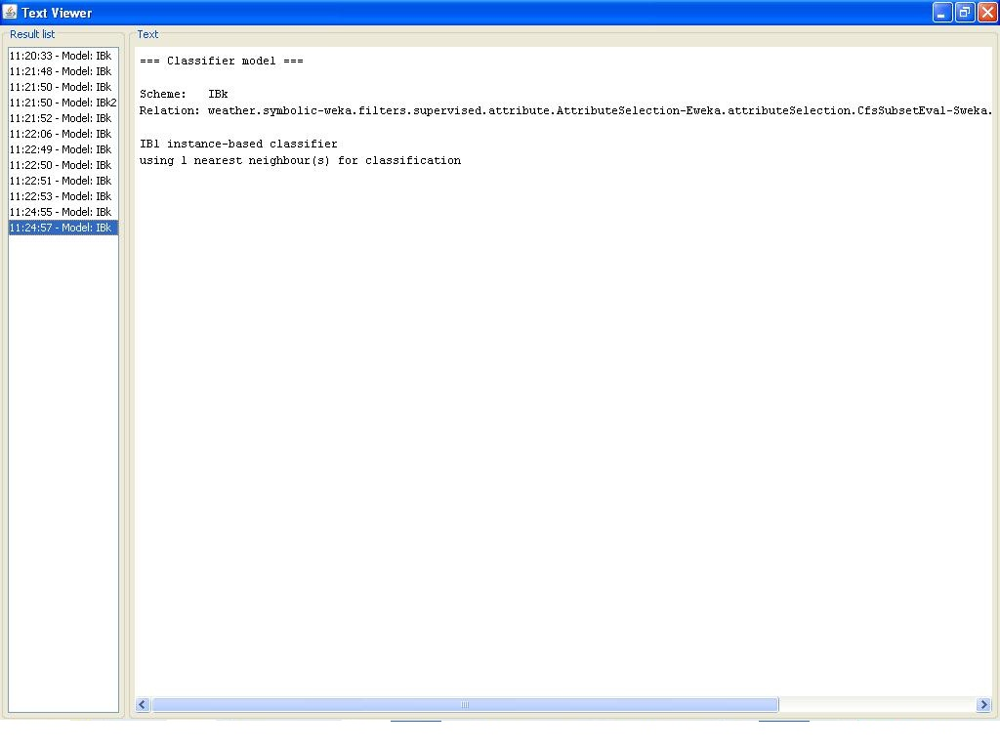 Text Viewer
Result list
11:20:33 - Model: IBk
11:21:48 - Model: IBk
11:21:50 - Model: IBk
11:21:50 - Model: IBk2
11:21:52 - Model: IBk
11:22:06 - Model: IBk
11:22:49 - Model: IBk
11:22:50 - Model: IBk
11:22:51 - Model: IBk
11:22:53 - Model: IBk
11:24:55 - Model: IBk
11:24:57 - Model: IBk
Text
=== Classifier model ===
Scheme: IBk
Relation: weather.symbolic-weka.filters.supervised.attribute.AttributeSelection-Eweka.attributeSelection.CfsSubsetEval-Sweka.
IB1 instance-based classifier
using 1 nearest neighbour(s) for classification